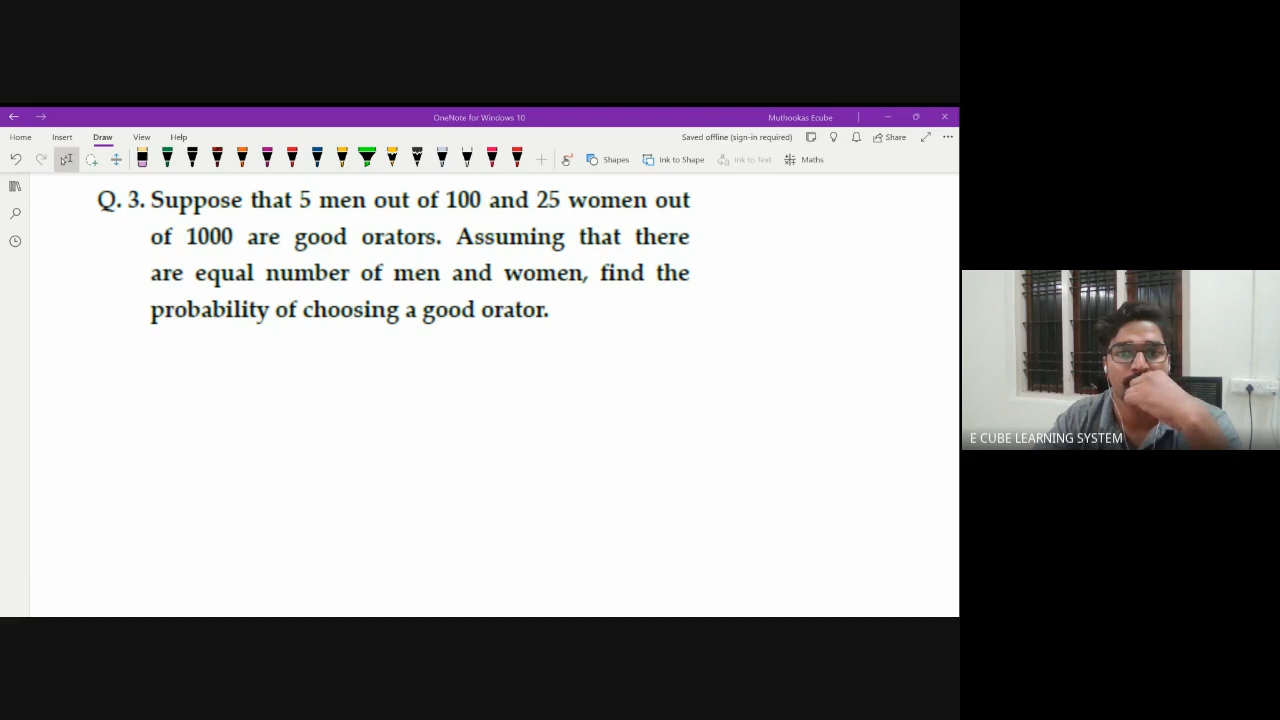 OneNote for Windows 10
Muthookas Ecube
Home Insert Draw View Help
Saved offline (sign-in required)
Share
Shapes
Ink to Shape
Ink to Text
Maths
Q. 3. Suppose that 5 men out of 100 and 25 women out
of 1000 are good orators. Assuming that there
are equal number of men and women, find the
probability of choosing a good orator.
E CUBE LEARNING SYSTEM